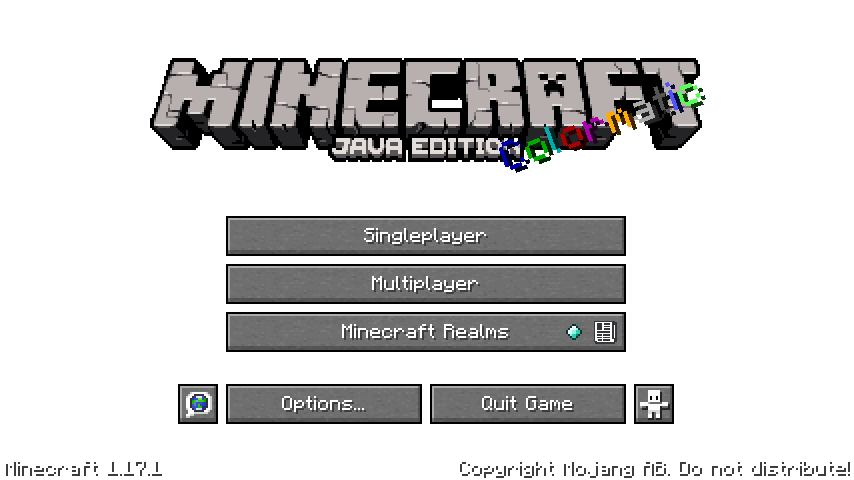 MINECRAFT
JAVA EDITION
Colormatic
Singleplayer
Multiplayer
Minecraft Realms
Options...
Quit Game
Minecraft 1.17.1
Copyright Mojang AB. Do not distribute!